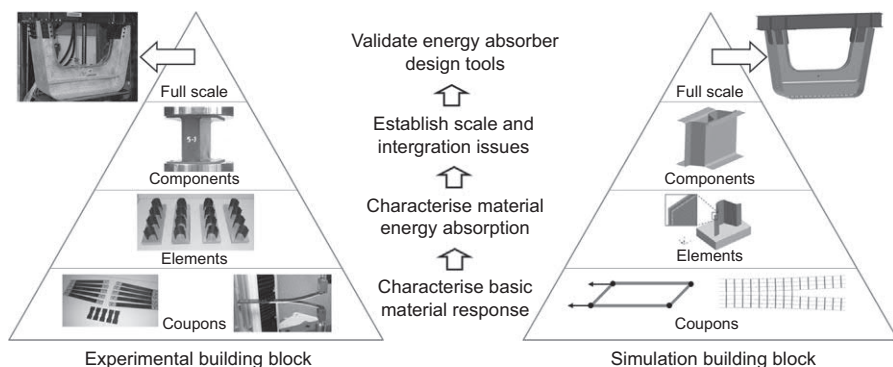 Full scale
Components
Elements
Coupons
Experimental building block
Validate energy absorber
design tools
Establish scale and
intergration issues
Characterise material
energy absorption
Characterise basic
material response
Full scale
Components
Elements
Coupons
Simulation building block